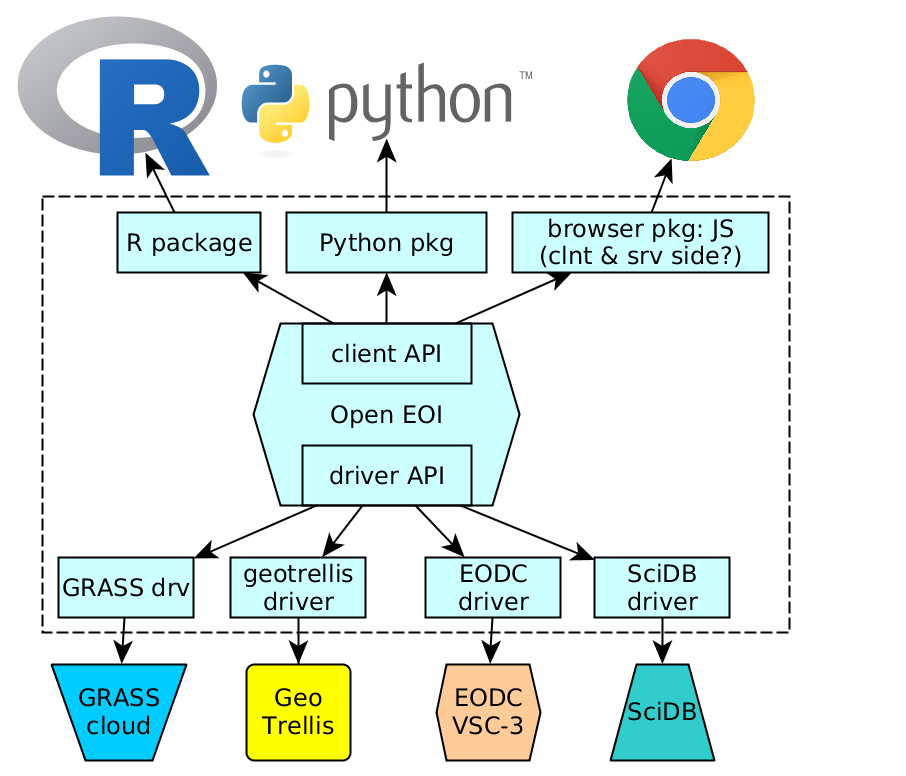 R
python™
R package
Python pkg
browser pkg: JS
(clnt & srv side?)
client API
Open EOI
driver API
GRASS drv
geotrellis
driver
EODC
driver
SciDB
driver
GRASS
cloud
Geo
Trellis
EODC
VSC-3
SciDB